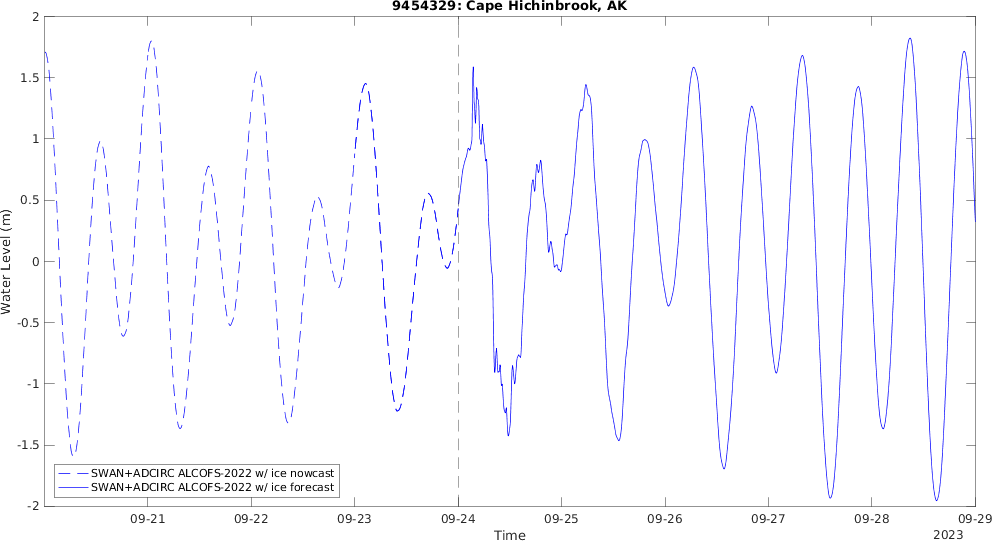 9454329: Cape Hichinbrook, AK
2
1.5
1
0.5
0
-0.5
-1
-1.5
-2
Water Level (m)
SWAN+ADCIRC ALCOFS-2022 w/ ice nowcast
SWAN+ADCIRC ALCOFS-2022 w/ ice forecast
09-21 09-22 09-23 09-24 09-25 09-26 09-27 09-28 09-29
Time
2023